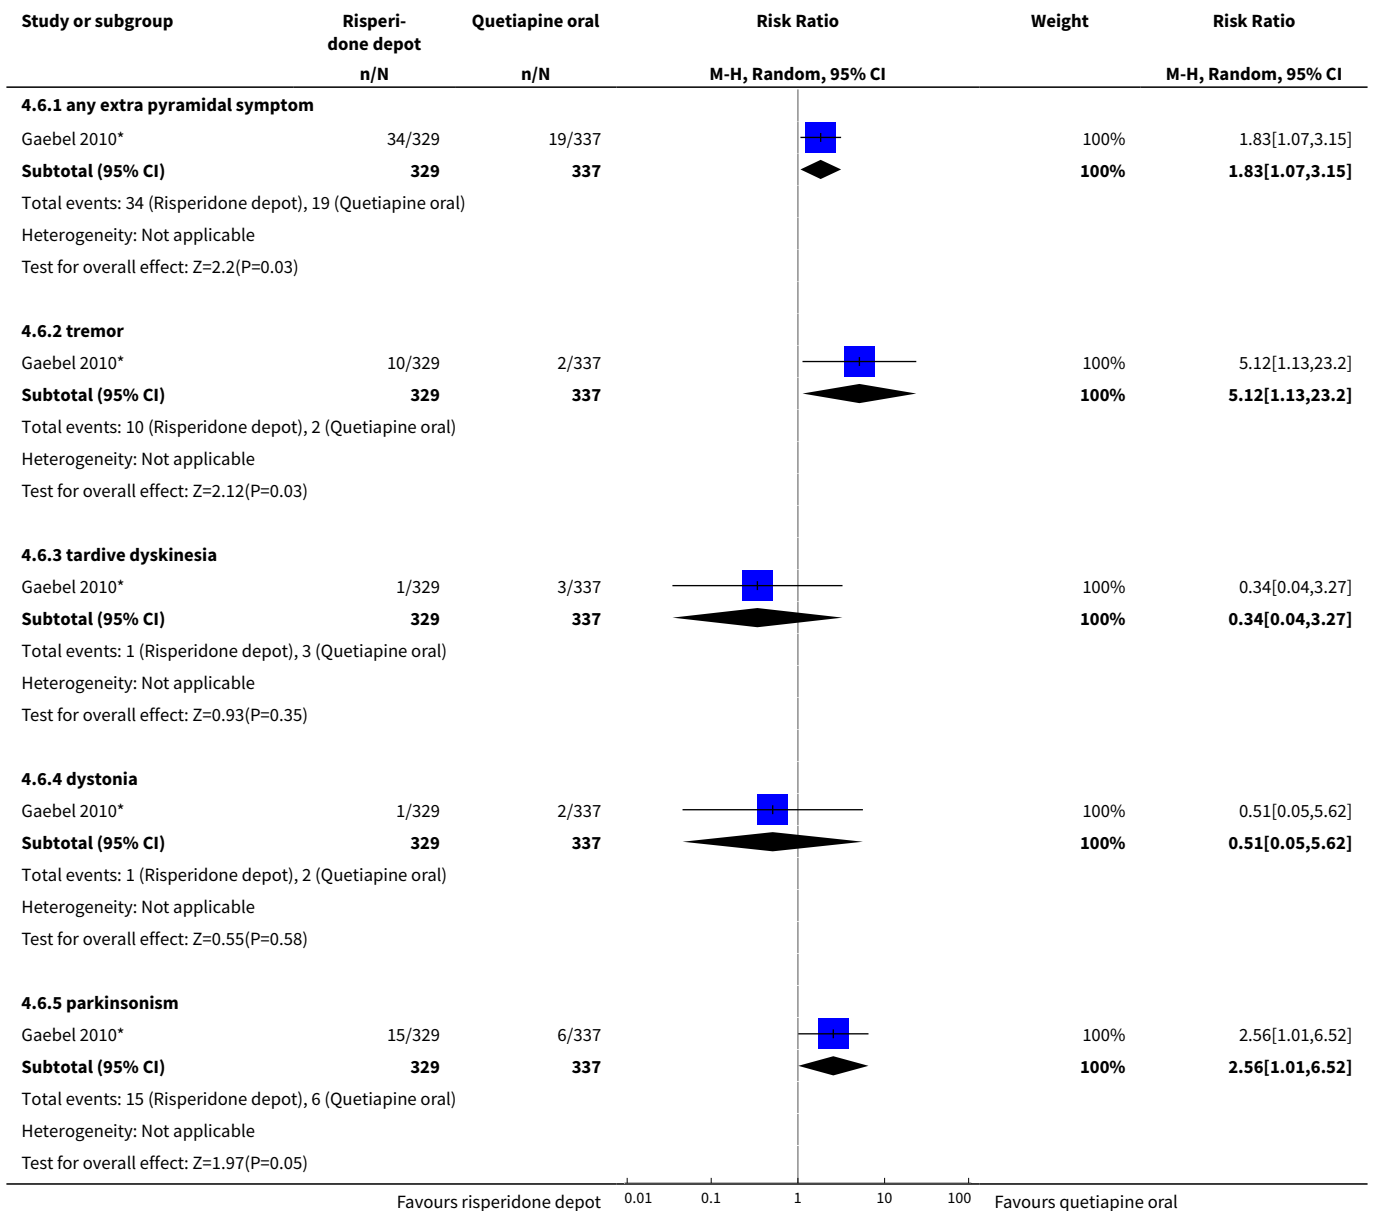 Study or subgroup Risperi- Quetiapine oral Risk Ratio Weight Risk Ratio
done depot
n/N n/N M-H, Random, 95% CI M-H, Random, 95% CI
4.6.1 any extra pyramidal symptom
Gaebel 2010* 34/329 19/337 100% 1.83[1.07,3.15]
Subtotal (95% CI) 329 337 100% 1.83[1.07,3.15]
Total events: 34 (Risperidone depot), 19 (Quetiapine oral)
Heterogeneity: Not applicable
Test for overall effect: Z=2.2(P=0.03)
4.6.2 tremor
Gaebel 2010* 10/329 2/337 100% 5.12[1.13,23.2]
Subtotal (95% CI) 329 337 100% 5.12[1.13,23.2]
Total events: 10 (Risperidone depot), 2 (Quetiapine oral)
Heterogeneity: Not applicable
Test for overall effect: Z=2.12(P=0.03)
4.6.3 tardive dyskinesia
Gaebel 2010* 1/329 3/337 100% 0.34[0.04,3.27]
Subtotal (95% CI) 329 337 100% 0.34[0.04,3.27]
Total events: 1 (Risperidone depot), 3 (Quetiapine oral)
Heterogeneity: Not applicable
Test for overall effect: Z=0.93(P=0.35)
4.6.4 dystonia
Gaebel 2010* 1/329 2/337 100% 0.51[0.05,5.62]
Subtotal (95% CI) 329 337 100% 0.51[0.05,5.62]
Total events: 1 (Risperidone depot), 2 (Quetiapine oral)
Heterogeneity: Not applicable
Test for overall effect: Z=0.55(P=0.58)
4.6.5 parkinsonism
Gaebel 2010* 15/329 6/337 100% 2.56[1.01,6.52]
Subtotal (95% CI) 329 337 100% 2.56[1.01,6.52]
Total events: 15 (Risperidone depot), 6 (Quetiapine oral)
Heterogeneity: Not applicable
Test for overall effect: Z=1.97(P=0.05)
Favours risperidone depot 0.01 0.1 1 10 100 Favours quetiapine oral